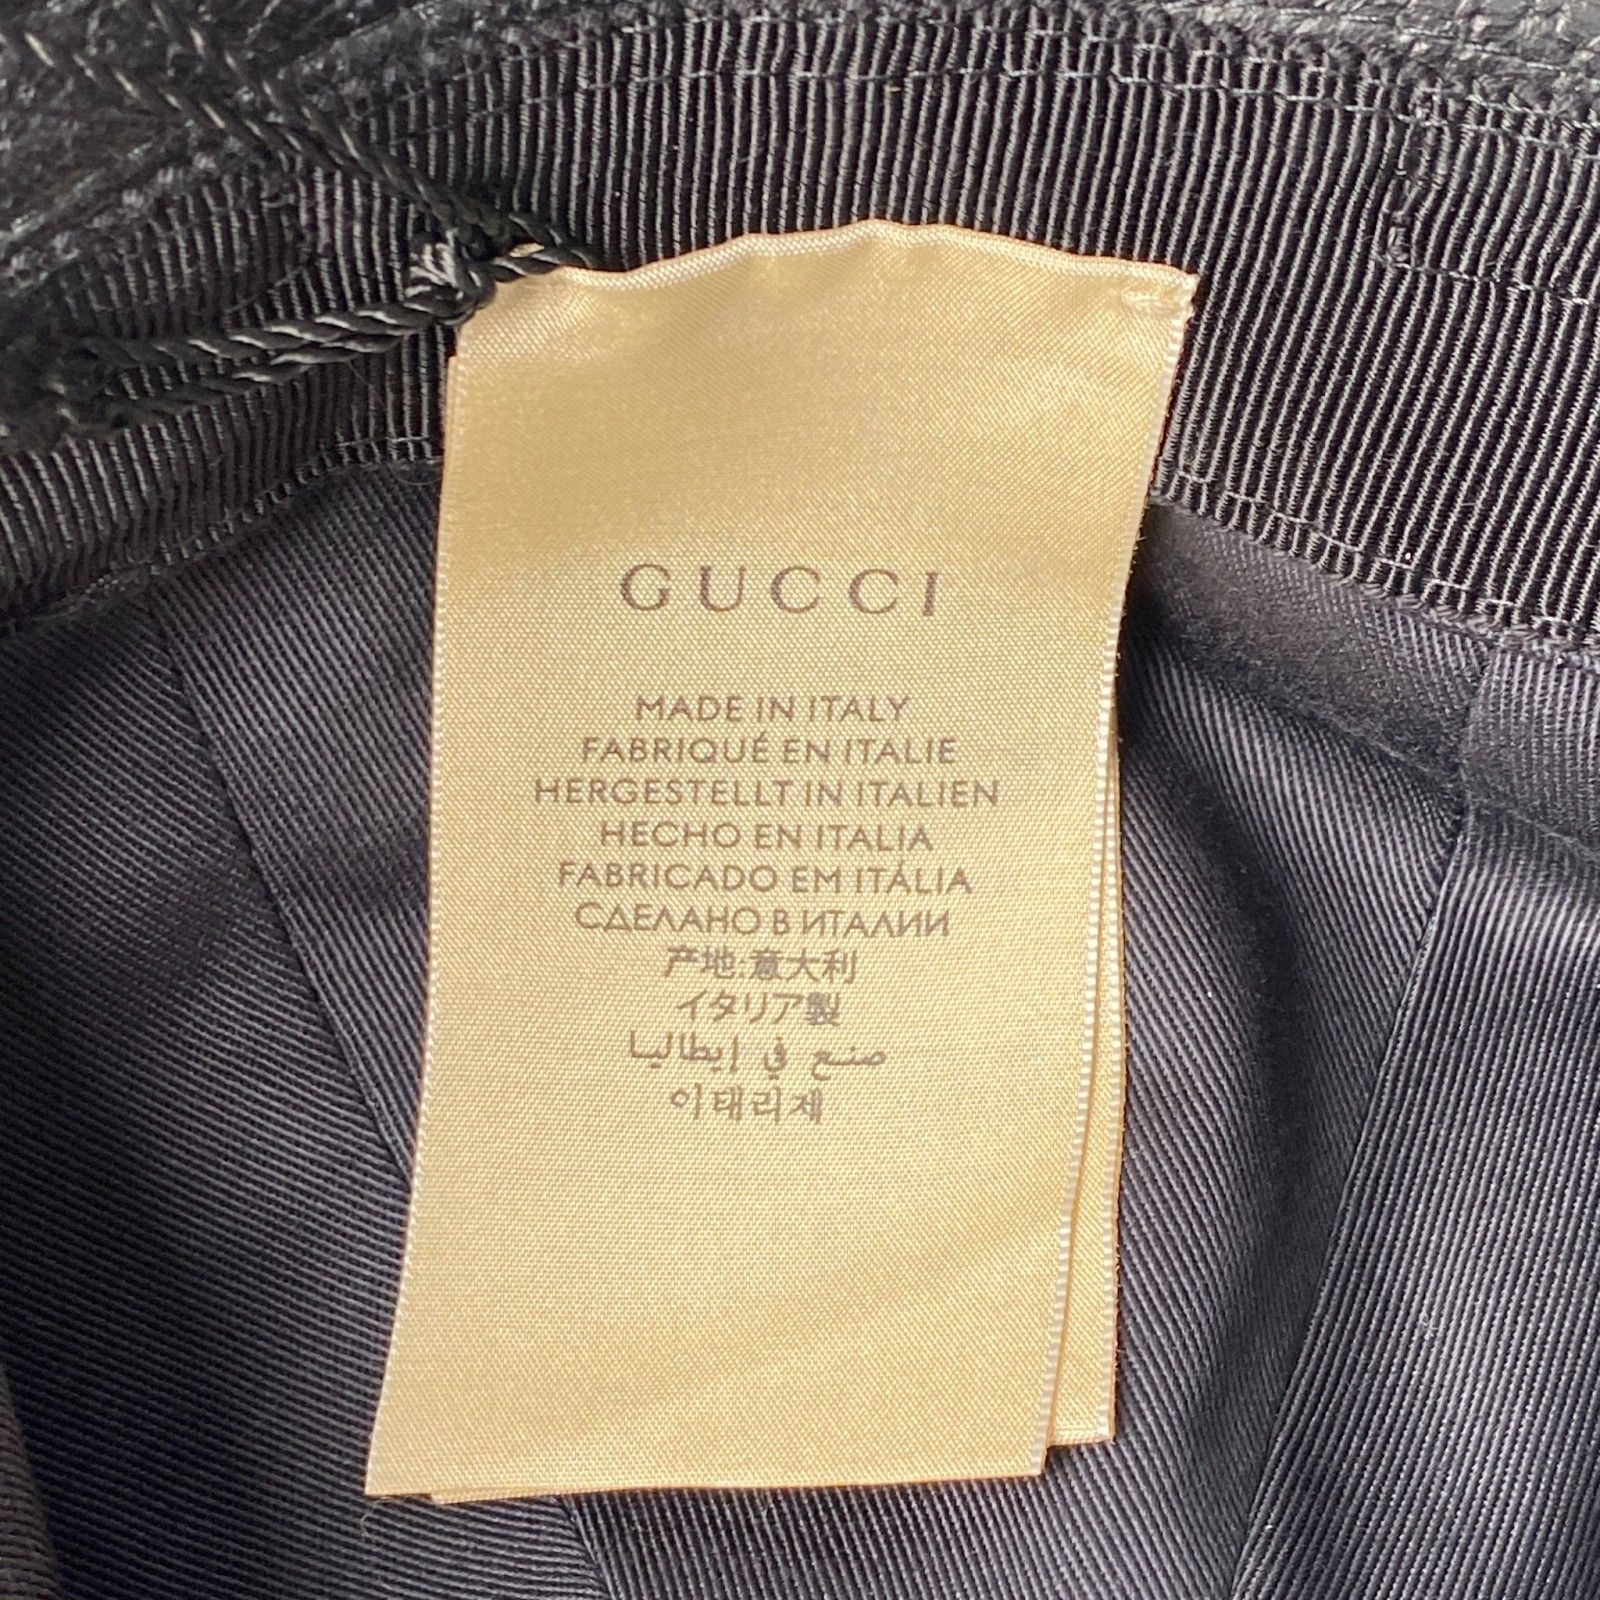 GUCCI
MADE IN ITALY
FABRIQUÉ EN ITALIE
HERGESTELLT IN ITALIEN
HECHO EN ITALIA
FABRICADO EM ITÁLIA
СДЕЛАНО В ИТАЛИИ
产地:意大利
イタリア製
صنع في إيطاليا
이태리제